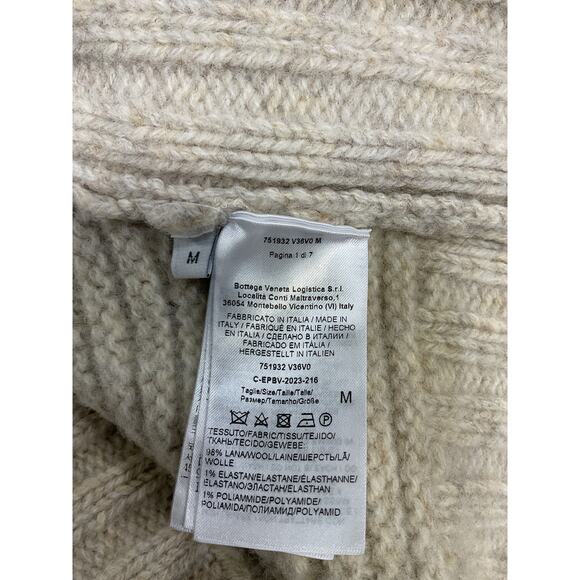 M
751932 V36V0 M
Pagina 1 di 7
Bottega Veneta Logistica S.r.l.
Località Conti Maltraverso,1
36054 Montebello Vicentino (VI) Italy
FABBRICATO IN ITALIA / MADE IN
ITALY / FABRIQUÉ EN ITALIE / HECHO
EN ITALIA / СДЕЛАНО В ИТАЛИИ /
FABRICADO EM ITÁLIA /
HERGESTELLT IN ITALIEN
751932 V36V0
C-EPBV-2023-216
Taglia/Size/Taille/Talla/
Размер/Tamanho/Größe
M
TESSUTO/FABRIC/TISSU/TEJIDO/
ТКАНЬ/TECIDO/GEWEBE:
98% LANA/WOOL/LAINE/ШЕРСТЬ/LÃ/
WOLLE
1% ELASTAN/ELASTANE/ÉLASTHANNE/
ELASTANO/ЭЛАСТАН/ELASTHAN
1% POLIAMMIDE/POLYAMIDE/
POLIAMIDA/ПОЛИАМИД/POLYAMID